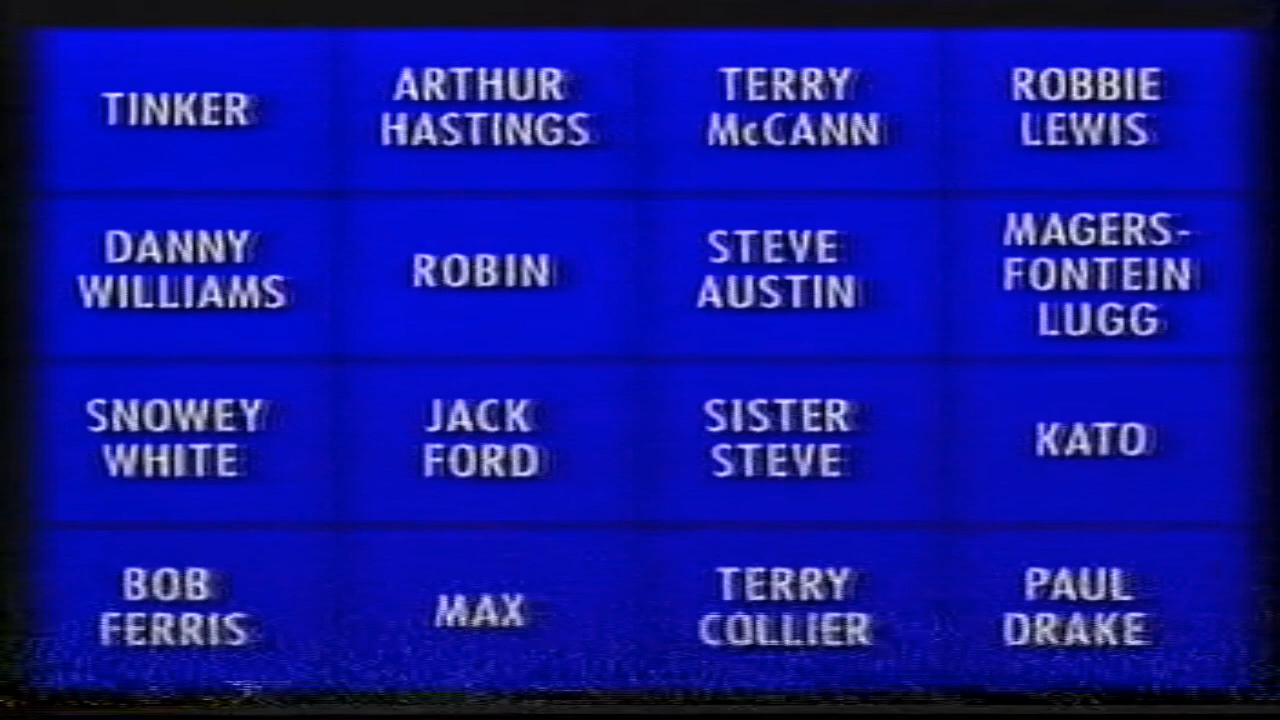 TINKER
ARTHUR
HASTINGS
TERRY
McCANN
ROBBIE
LEWIS
DANNY
WILLIAMS
ROBIN
STEVE
AUSTIN
MAGERS-
FONTEIN
LUGG
SNOWEY
WHITE
JACK
FORD
SISTER
STEVE
KATO
BOB
FERRIS
MAX
TERRY
COLLIER
PAUL
DRAKE